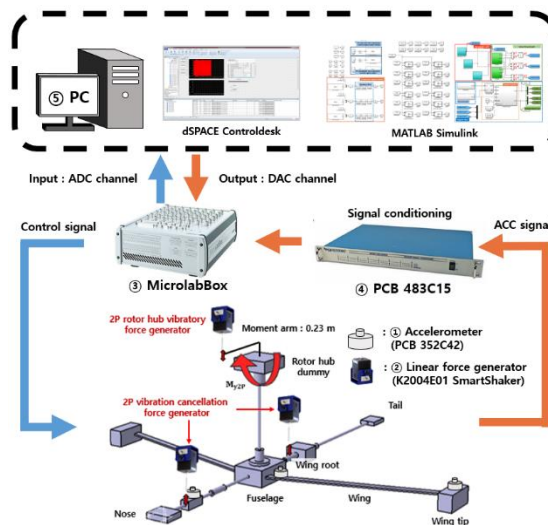 ⑤ PC
dSPACE Controldesk
MATLAB Simulink
Input : ADC channel
Output : DAC channel
Control signal
Signal conditioning
ACC signal
③ MicrolabBox
④ PCB 483C15
2P rotor hub vibratory
force generator
Moment arm : 0.23 m
: ① Accelerometer
(PCB 352C42)
M_y2P
Rotor hub
dummy
: ② Linear force generator
(K2004E01 SmartShaker)
2P vibration cancellation
force generator
Tail
Wing root
Nose
Fuselage
Wing
Wing tip